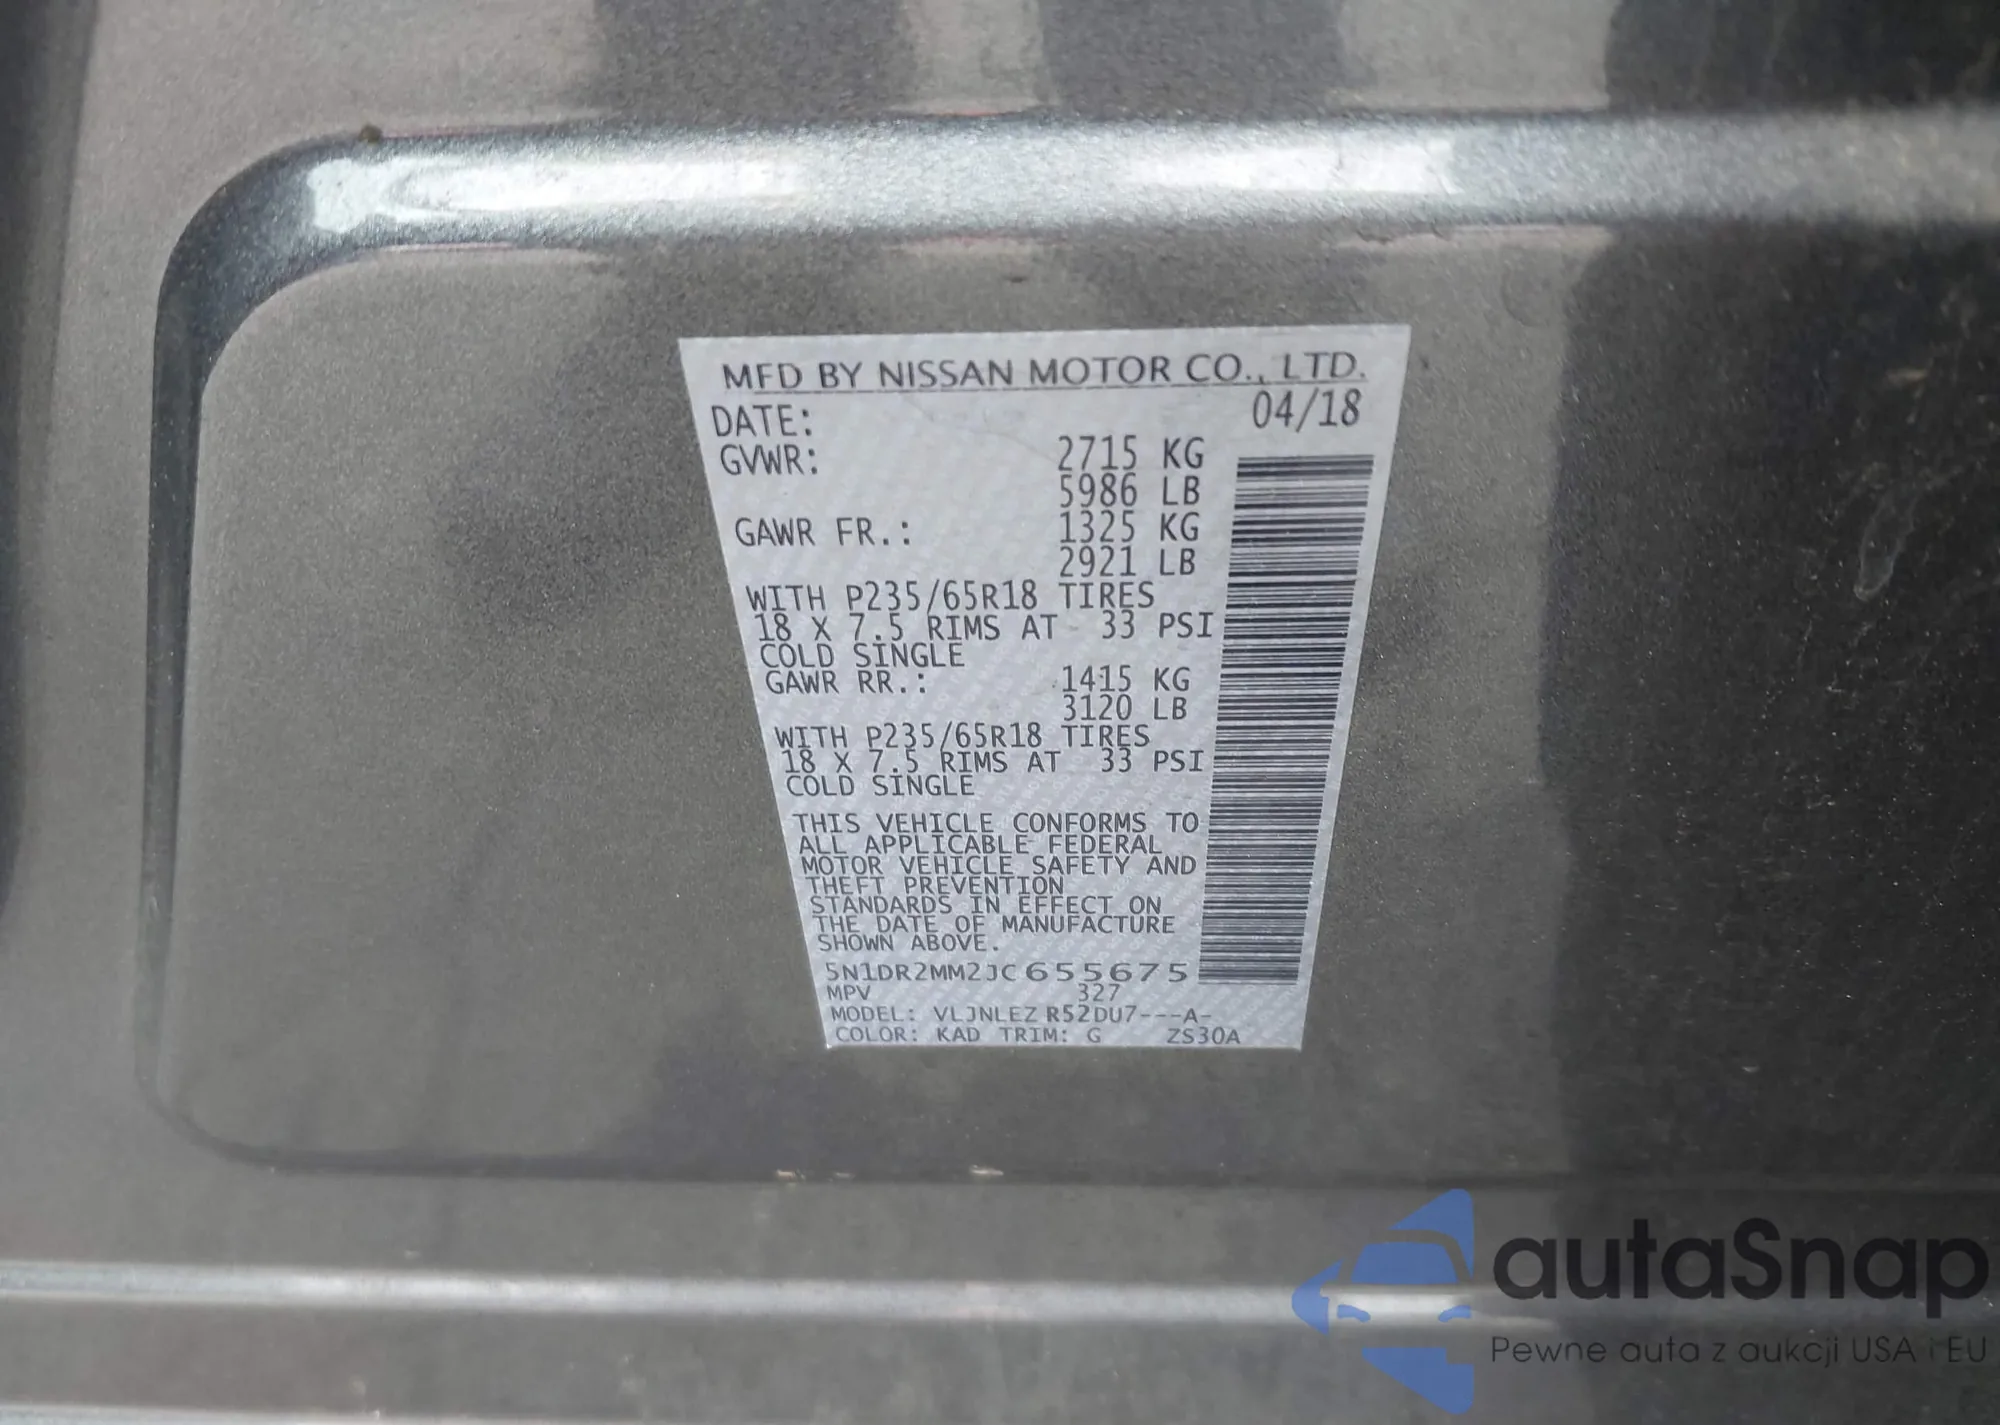 MFD BY NISSAN MOTOR CO., LTD.
DATE: 04/18
GVWR: 2715 KG
5986 LB
GAWR FR.: 1325 KG
2921 LB
WITH P235/65R18 TIRES
18 X 7.5 RIMS AT 33 PSI
COLD SINGLE
GAWR RR.: 1415 KG
3120 LB
WITH P235/65R18 TIRES
18 X 7.5 RIMS AT 33 PSI
COLD SINGLE
THIS VEHICLE CONFORMS TO
ALL APPLICABLE FEDERAL
MOTOR VEHICLE SAFETY AND
THEFT PREVENTION
STANDARDS IN EFFECT ON
THE DATE OF MANUFACTURE
SHOWN ABOVE.
5N1DR2MM2JC655675
MPV 327
MODEL: VLJNLEZ R52DU7---A-
COLOR: KAD TRIM: G ZS30A
autaSnap
Pewne auta z aukcji USA i EU